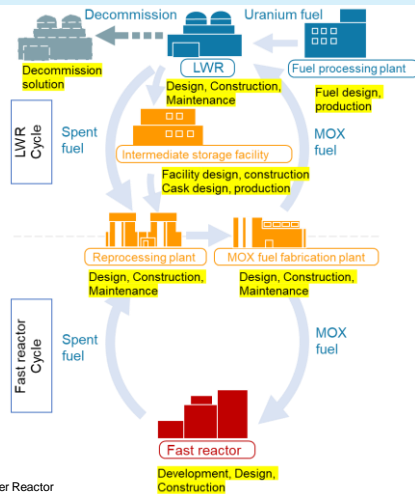 Decommission
Uranium fuel
Decommission
solution
LWR
Fuel processing plant
Design, Construction,
Maintenance
Fuel design,
production
LWR
Cycle
Spent
fuel
MOX
fuel
Intermediate storage facility
Facility design, construction
Cask design, production
Reprocessing plant
MOX fuel fabrication plant
Design, Construction,
Maintenance
Design, Construction,
Maintenance
Fast reactor
Cycle
Spent
fuel
MOX
fuel
Fast reactor
er Reactor
Development, Design,
Construction